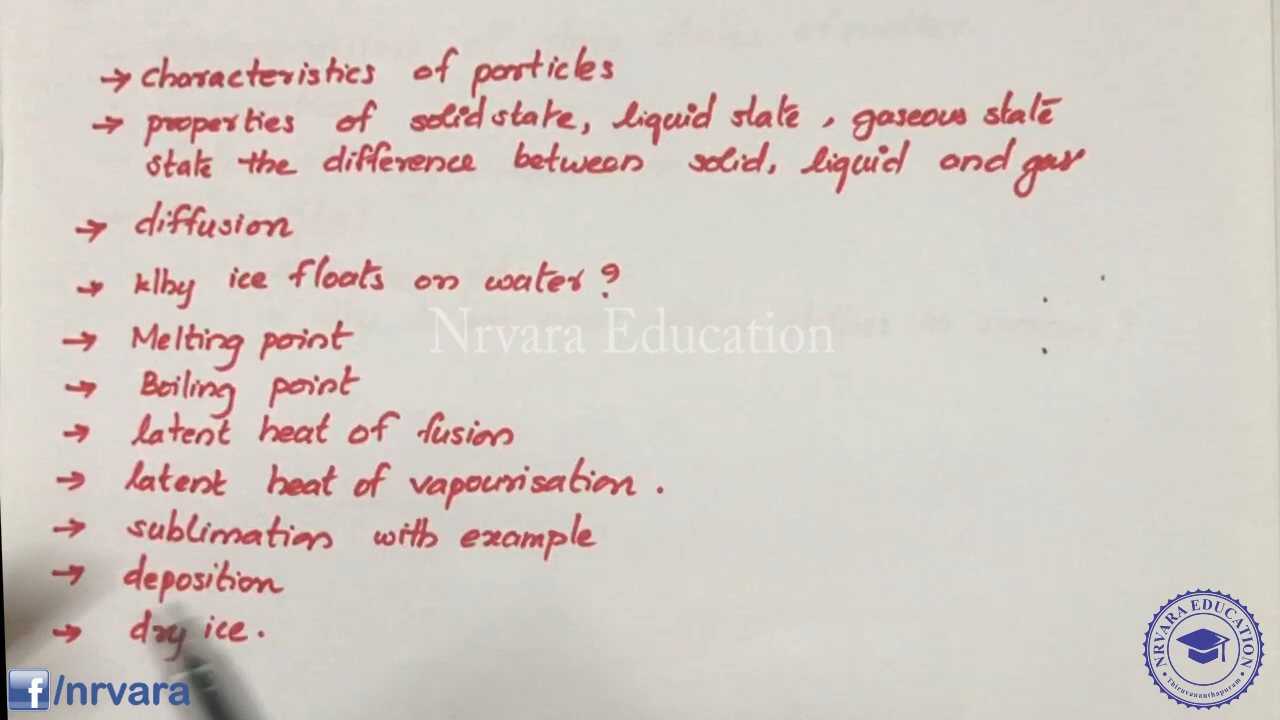 → characteristics of particles
→ properties of solid state, liquid state, gaseous state
state the difference between solid, liquid and gas
→ diffusion
→ Why ice floats on water?
Nrvara Education
→ Melting point
→ Boiling point
→ latent heat of fusion
→ latent heat of vapourisation.
→ sublimation with example
→ deposition
→ dry ice.
f/nrvara
NRVARA EDUCATION
Thiruvananthapuram